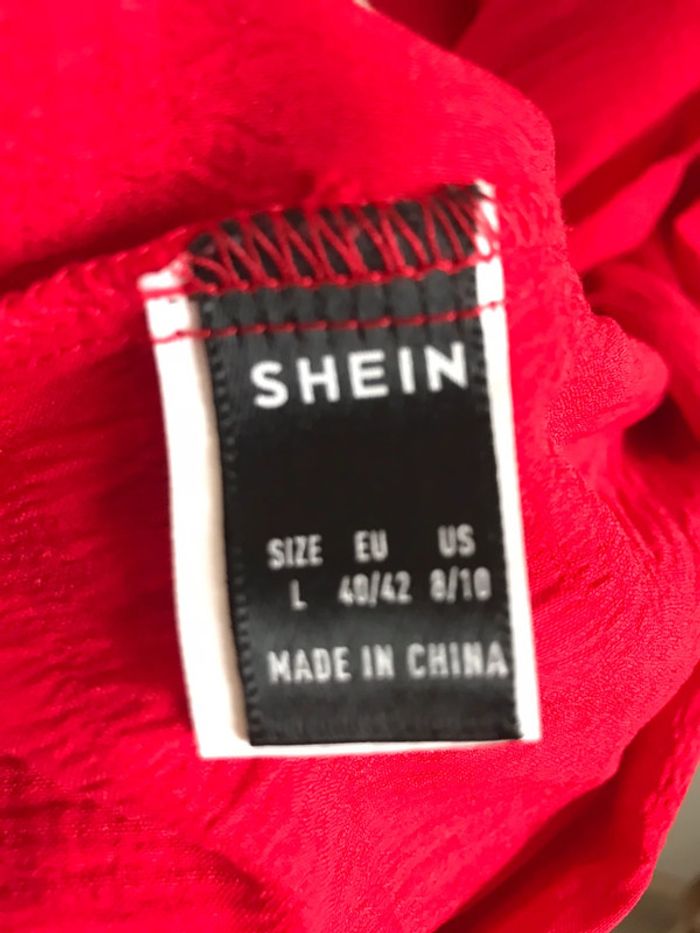 SHEIN
SIZE EU US
L 40/42 8/10
MADE IN CHINA